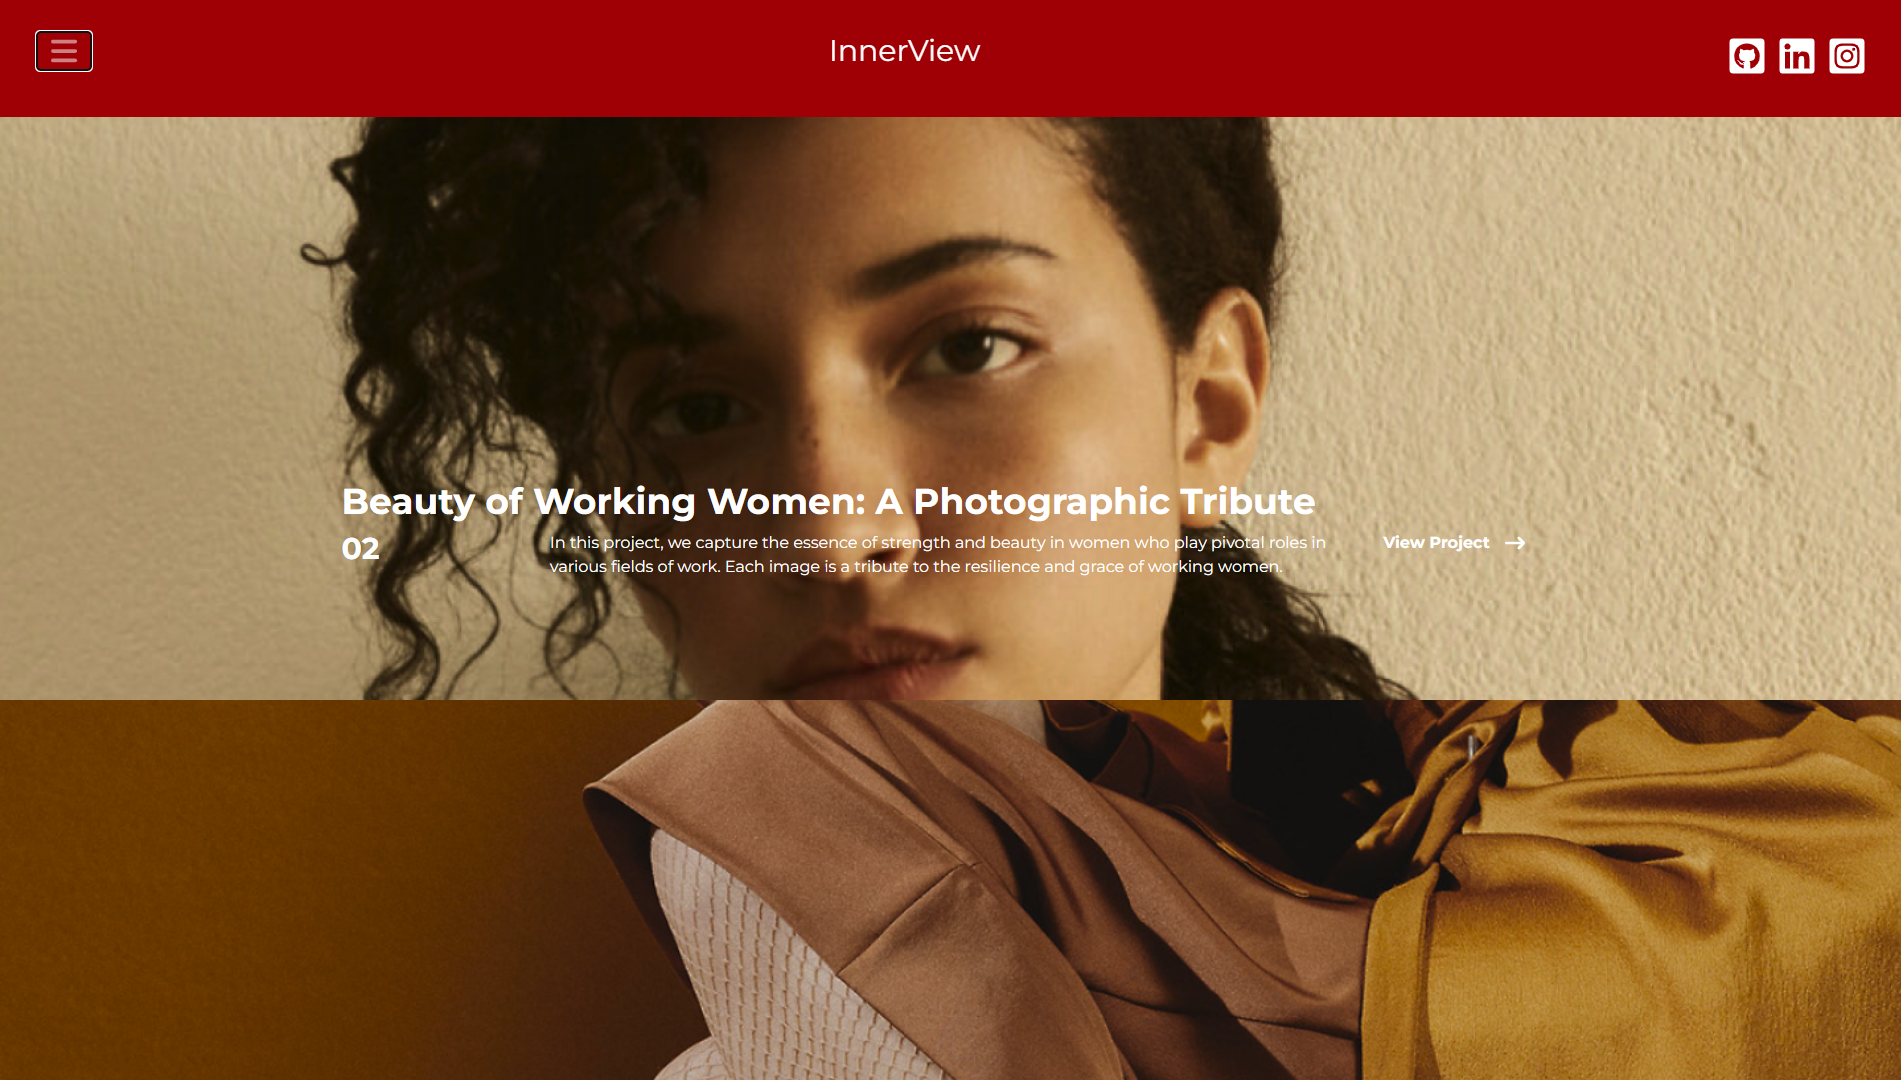 InnerView
Beauty of Working Women: A Photographic Tribute
02
In this project, we capture the essence of strength and beauty in women who play pivotal roles in
various fields of work. Each image is a tribute to the resilience and grace of working women.
View Project